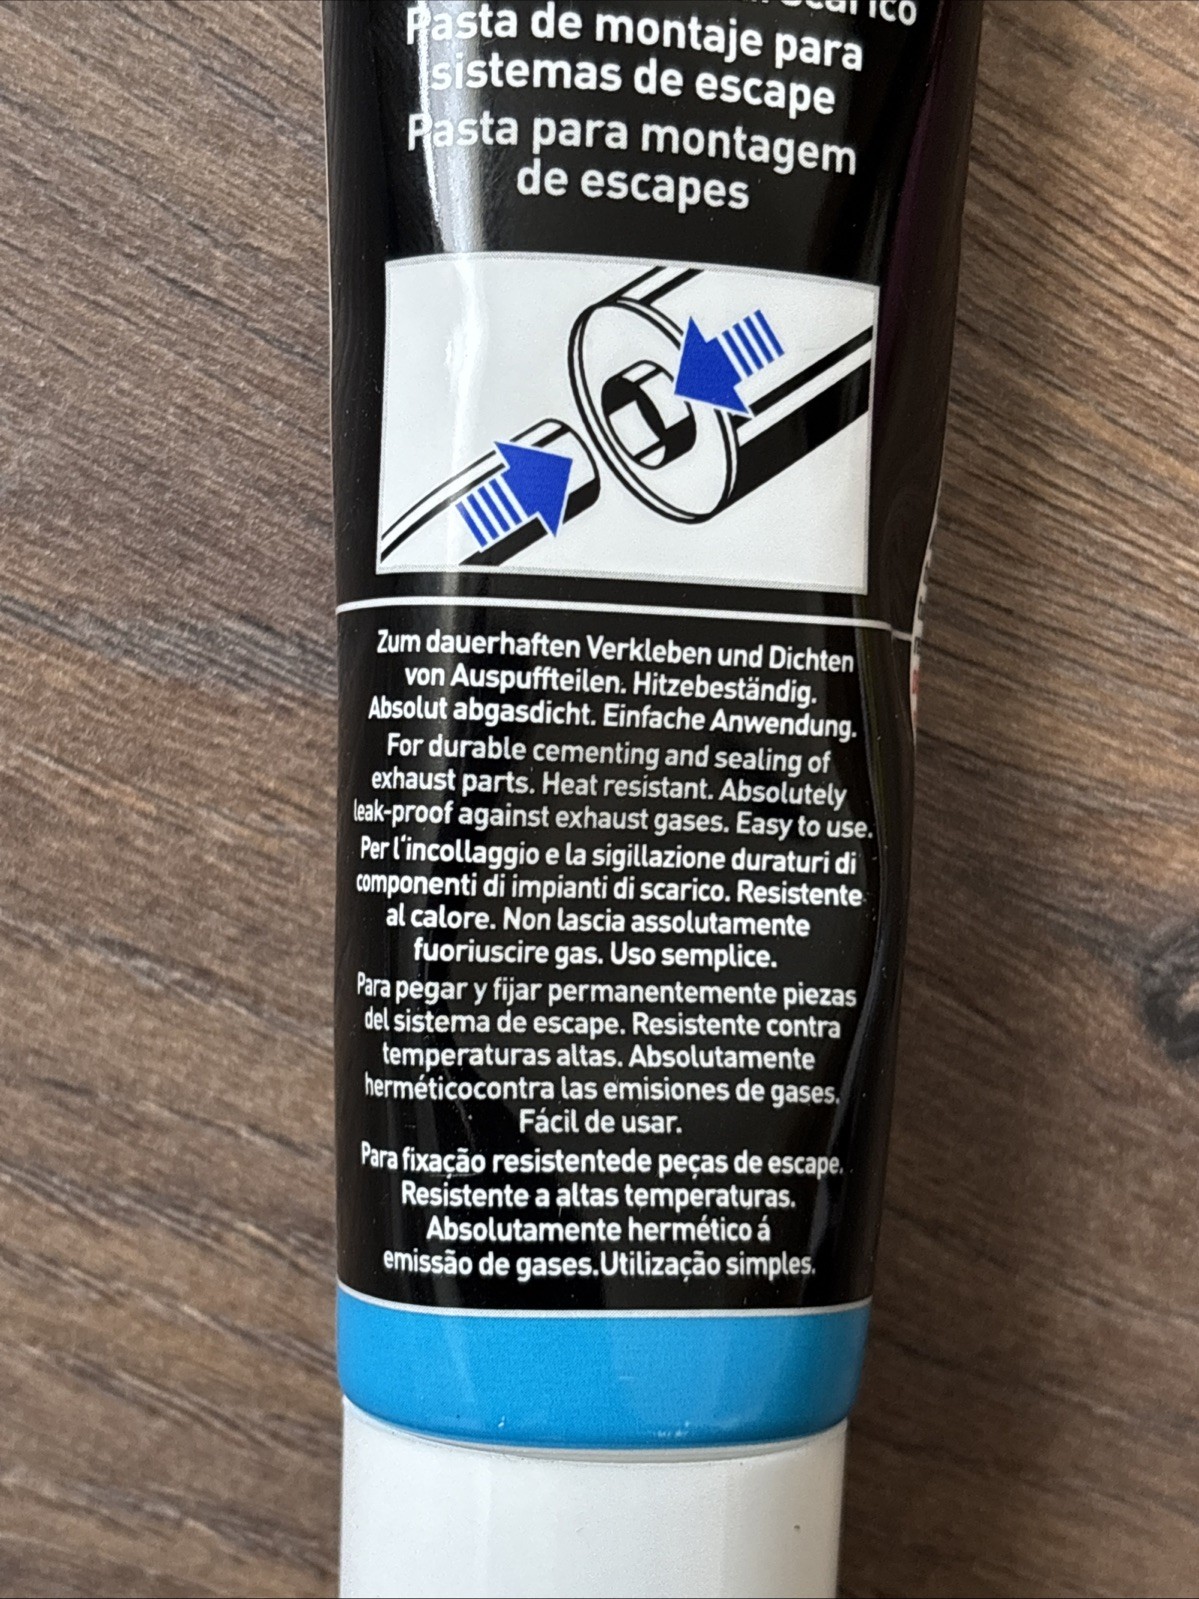 Pasta de montaje para
sistemas de escape
Pasta para montagem
de escapes
Zum dauerhaften Verkleben und Dichten
von Auspuffteilen. Hitzebeständig.
Absolut abgasdicht. Einfache Anwendung.
For durable cementing and sealing of
exhaust parts. Heat resistant. Absolutely
leak-proof against exhaust gases. Easy to use.
Per l'incollaggio e la sigillazione duraturi di
componenti di impianti di scarico. Resistente
al calore. Non lascia assolutamente
fuoriuscire gas. Uso semplice.
Para pegar y fijar permanentemente piezas
del sistema de escape. Resistente contra
temperaturas altas. Absolutamente
herméticocontra las emisiones de gases.
Fácil de usar.
Para fixação resistentede peças de escape.
Resistente a altas temperaturas.
Absolutamente hermético á
emissão de gases.Utilização simples.